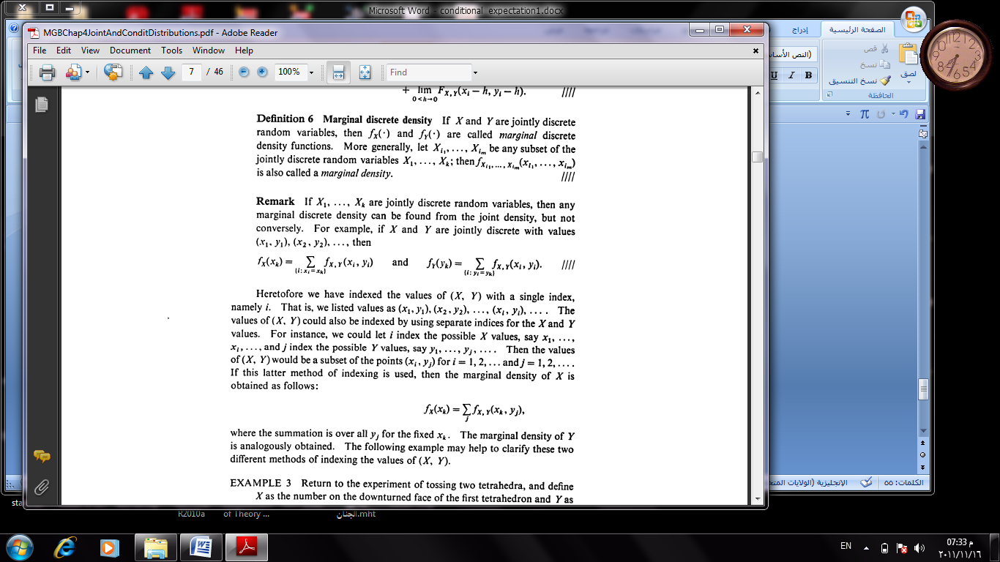 Microsoft Word - conditional expectation1.docx
MGBChap4JointAndConditDistributions.pdf - Adobe Reader
File Edit View Document Tools Window Help
7 / 46 100% Find
الصفحة الرئيسية إدراج
قص
نسخ
نسخ التنسيق
لصق
الحافظة
(النص الأساس
U I B
+ lim F_{X,Y}(x_i − h, y_i − h). ////
0<h→0
Definition 6 Marginal discrete density If X and Y are jointly discrete
random variables, then f_X(·) and f_Y(·) are called marginal discrete
density functions. More generally, let X_{i_1}, ..., X_{i_m} be any subset of the
jointly discrete random variables X_1, ..., X_k; then f_{X_{i_1}, ..., X_{i_m}}(x_{i_1}, ..., x_{i_m})
is also called a marginal density. ////
Remark If X_1, ..., X_k are jointly discrete random variables, then any
marginal discrete density can be found from the joint density, but not
conversely. For example, if X and Y are jointly discrete with values
(x_1, y_1), (x_2, y_2), ..., then
f_X(x_k) = ∑_{{i: x_i = x_k}} f_{X,Y}(x_i, y_i) and f_Y(y_k) = ∑_{{i: y_i = y_k}} f_{X,Y}(x_i, y_i). ////
Heretofore we have indexed the values of (X, Y) with a single index,
namely i. That is, we listed values as (x_1, y_1), (x_2, y_2), ..., (x_i, y_i), .... The
values of (X, Y) could also be indexed by using separate indices for the X and Y
values. For instance, we could let i index the possible X values, say x_1, ...,
x_i, ..., and j index the possible Y values, say y_1, ..., y_j, .... Then the values
of (X, Y) would be a subset of the points (x_i, y_j) for i = 1, 2, ... and j = 1, 2, ....
If this latter method of indexing is used, then the marginal density of X is
obtained as follows:
f_X(x_k) = ∑_j f_{X,Y}(x_k, y_j),
where the summation is over all y_j for the fixed x_k. The marginal density of Y
is analogously obtained. The following example may help to clarify these two
different methods of indexing the values of (X, Y).
EXAMPLE 3 Return to the experiment of tossing two tetrahedra, and define
X as the number on the downturned face of the first tetrahedron and Y as
الكلمات: ٥٥ الإنجليزية (الولايات المتح
R2010a of Theory ... الجنان.mht
EN 07:33 م
٢٠١١/١١/١٦